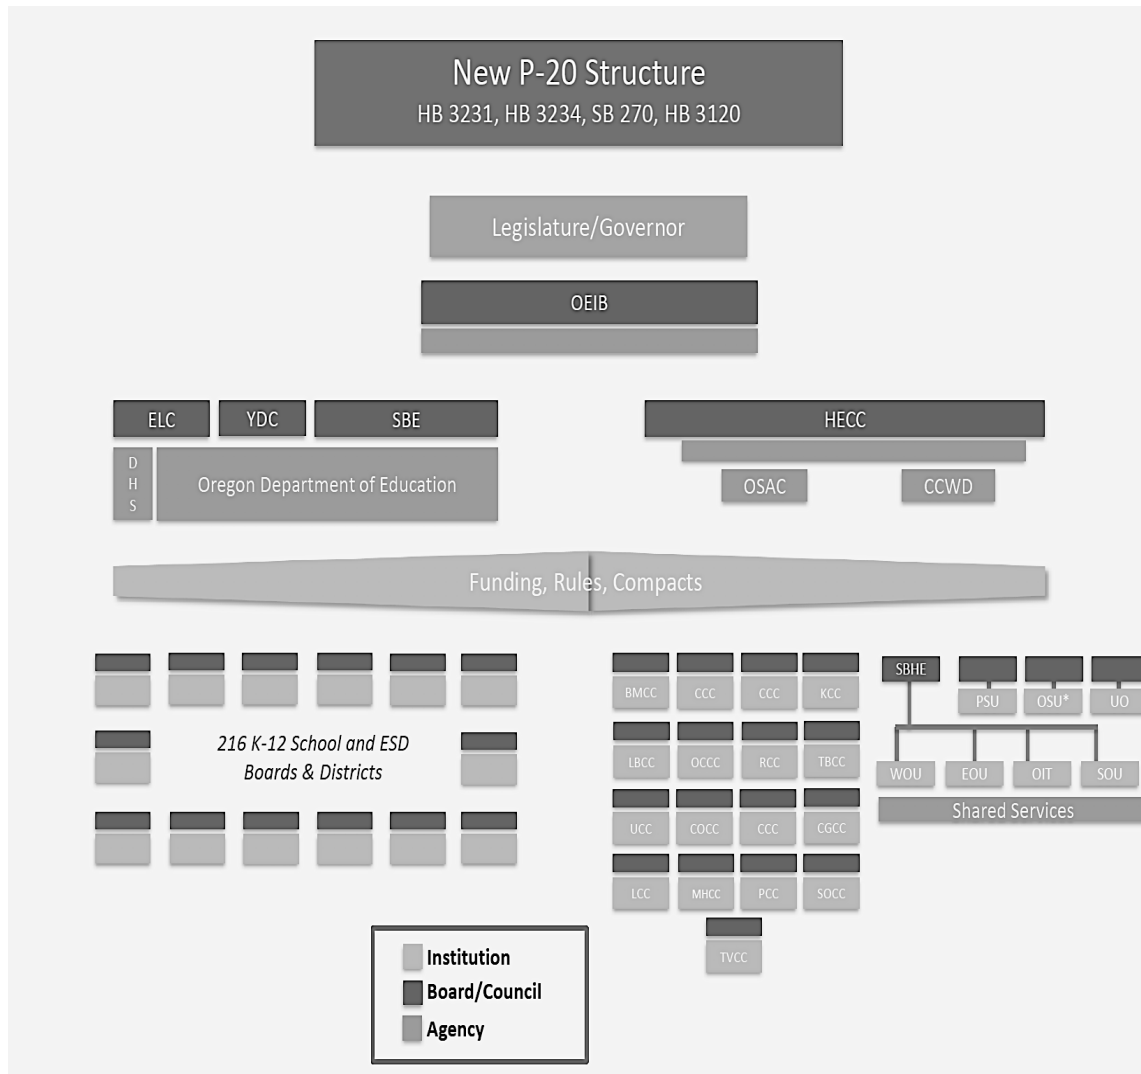 New P-20 Structure
HB 3231, HB 3234, SB 270, HB 3120
Legislature/Governor
OEIB
ELC
YDC
SBE
HECC
D
H
S
Oregon Department of Education
OSAC
CCWD
Funding, Rules, Compacts
216 K-12 School and ESD
Boards & Districts
BMCC
CCC
CCC
KCC
LBCC
OCCC
RCC
TBCC
UCC
COCC
CCC
CGCC
LCC
MHCC
PCC
SOCC
TVCC
SBHE
PSU
OSU*
UO
WOU
EOU
OIT
SOU
Shared Services
Institution
Board/Council
Agency